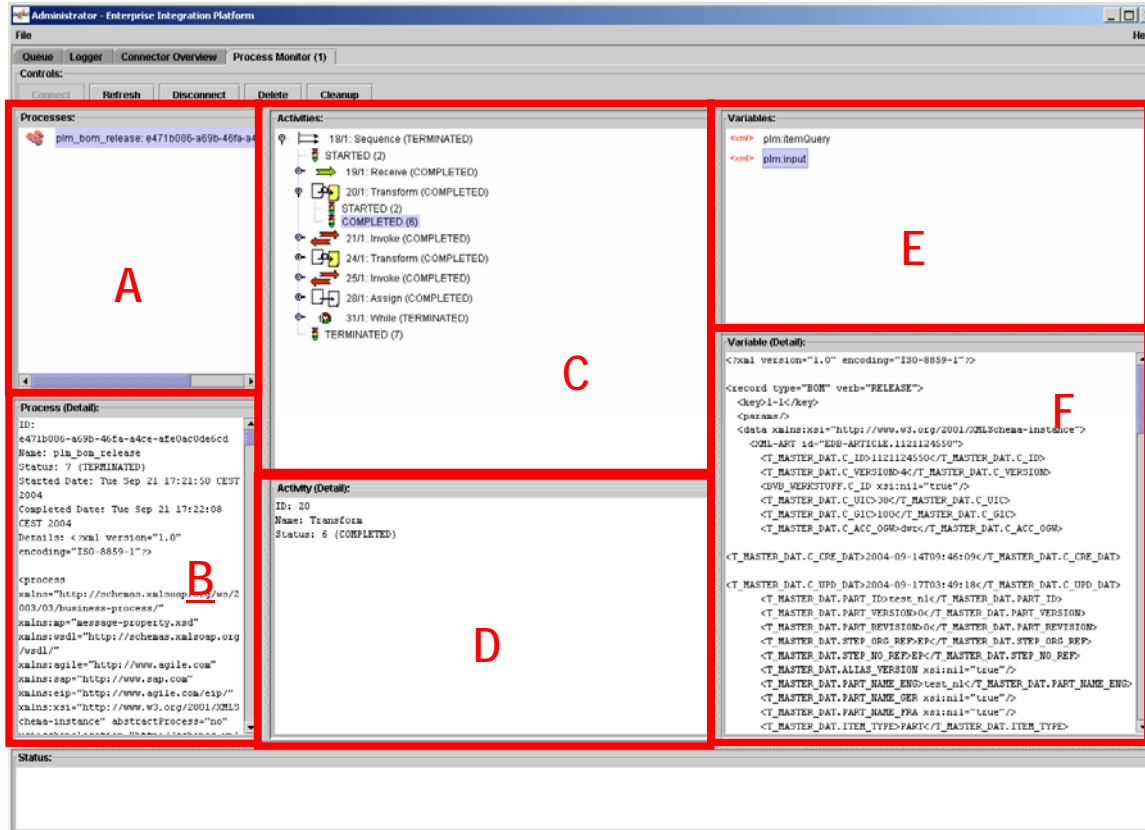 Administrator - Enterprise Integration Platform
File
He
Queue Logger Connector Overview Process Monitor (1)
Controls:
Connect Refresh Disconnect Delete Cleanup
Processes:
plm_bom_release: e471b086-a69b-46fa-a4
A
Process (Detail):
ID:
e471b086-a69b-46fa-a4ce-afe0ac0de6cd
Name: plm_bom_release
Status: 7 (TERMINATED)
Started Date: Tue Sep 21 17:21:50 CEST
2004
Completed Date: Tue Sep 21 17:22:08
CEST 2004
Details: <?xml version="1.0"
encoding="ISO-8859-1"?>
<process
xmlns="http://schemas.xmlsoap.org/ws/2
003/03/business-process/"
xmlns:mp="message-property.xsd"
xmlns:wsdl="http://schemas.xmlsoap.org
/wsdl/"
xmlns:agile="http://www.agile.com"
xmlns:sap="http://www.sap.com"
xmlns:eip="http://www.agile.com/eip/"
xmlns:xsi="http://www.w3.org/2001/XMLS
chema-instance" abstractProcess="no"
B
Activities:
18/1: Sequence (TERMINATED)
STARTED (2)
19/1: Receive (COMPLETED)
20/1: Transform (COMPLETED)
STARTED (2)
COMPLETED (6)
21/1: Invoke (COMPLETED)
24/1: Transform (COMPLETED)
25/1: Invoke (COMPLETED)
28/1: Assign (COMPLETED)
31/1: While (TERMINATED)
TERMINATED (7)
C
Activity (Detail):
ID: 20
Name: Transform
Status: 6 (COMPLETED)
D
Variables:
<xml> plm:itemQuery
<xml> plm:input
E
Variable (Detail):
<?xml version="1.0" encoding="ISO-8859-1"?>
<record type="BOM" verb="RELEASE">
<key>1-1</key>
<params/>
<data xmlns:xsi="http://www.w3.org/2001/XMLSchema-instance">
<XML-ART id="EDB-ARTICLE.1121124550">
<T_MASTER_DAT.C_ID>1121124550</T_MASTER_DAT.C_ID>
<T_MASTER_DAT.C_VERSION>4</T_MASTER_DAT.C_VERSION>
<BVB_WERKSTOFF.C_ID xsi:nil="true"/>
<T_MASTER_DAT.C_UIC>30</T_MASTER_DAT.C_UIC>
<T_MASTER_DAT.C_GIC>100</T_MASTER_DAT.C_GIC>
<T_MASTER_DAT.C_ACC_OGW>dwr</T_MASTER_DAT.C_ACC_OGW>
<T_MASTER_DAT.C_CRE_DAT>2004-09-14T09:46:09</T_MASTER_DAT.C_CRE_DAT>
<T_MASTER_DAT.C_UPD_DAT>2004-09-17T03:49:18</T_MASTER_DAT.C_UPD_DAT>
<T_MASTER_DAT.PART_ID>test_nl</T_MASTER_DAT.PART_ID>
<T_MASTER_DAT.PART_VERSION>0</T_MASTER_DAT.PART_VERSION>
<T_MASTER_DAT.PART_REVISION>0</T_MASTER_DAT.PART_REVISION>
<T_MASTER_DAT.STEP_ORG_REF>EP</T_MASTER_DAT.STEP_ORG_REF>
<T_MASTER_DAT.STEP_NO_REF>EP</T_MASTER_DAT.STEP_NO_REF>
<T_MASTER_DAT.ALIAS_VERSION xsi:nil="true"/>
<T_MASTER_DAT.PART_NAME_ENG>test_nl</T_MASTER_DAT.PART_NAME_ENG>
<T_MASTER_DAT.PART_NAME_GER xsi:nil="true"/>
<T_MASTER_DAT.PART_NAME_FRA xsi:nil="true"/>
<T_MASTER_DAT.ITEM_TYPE>PART</T_MASTER_DAT.ITEM_TYPE>
F
Status: